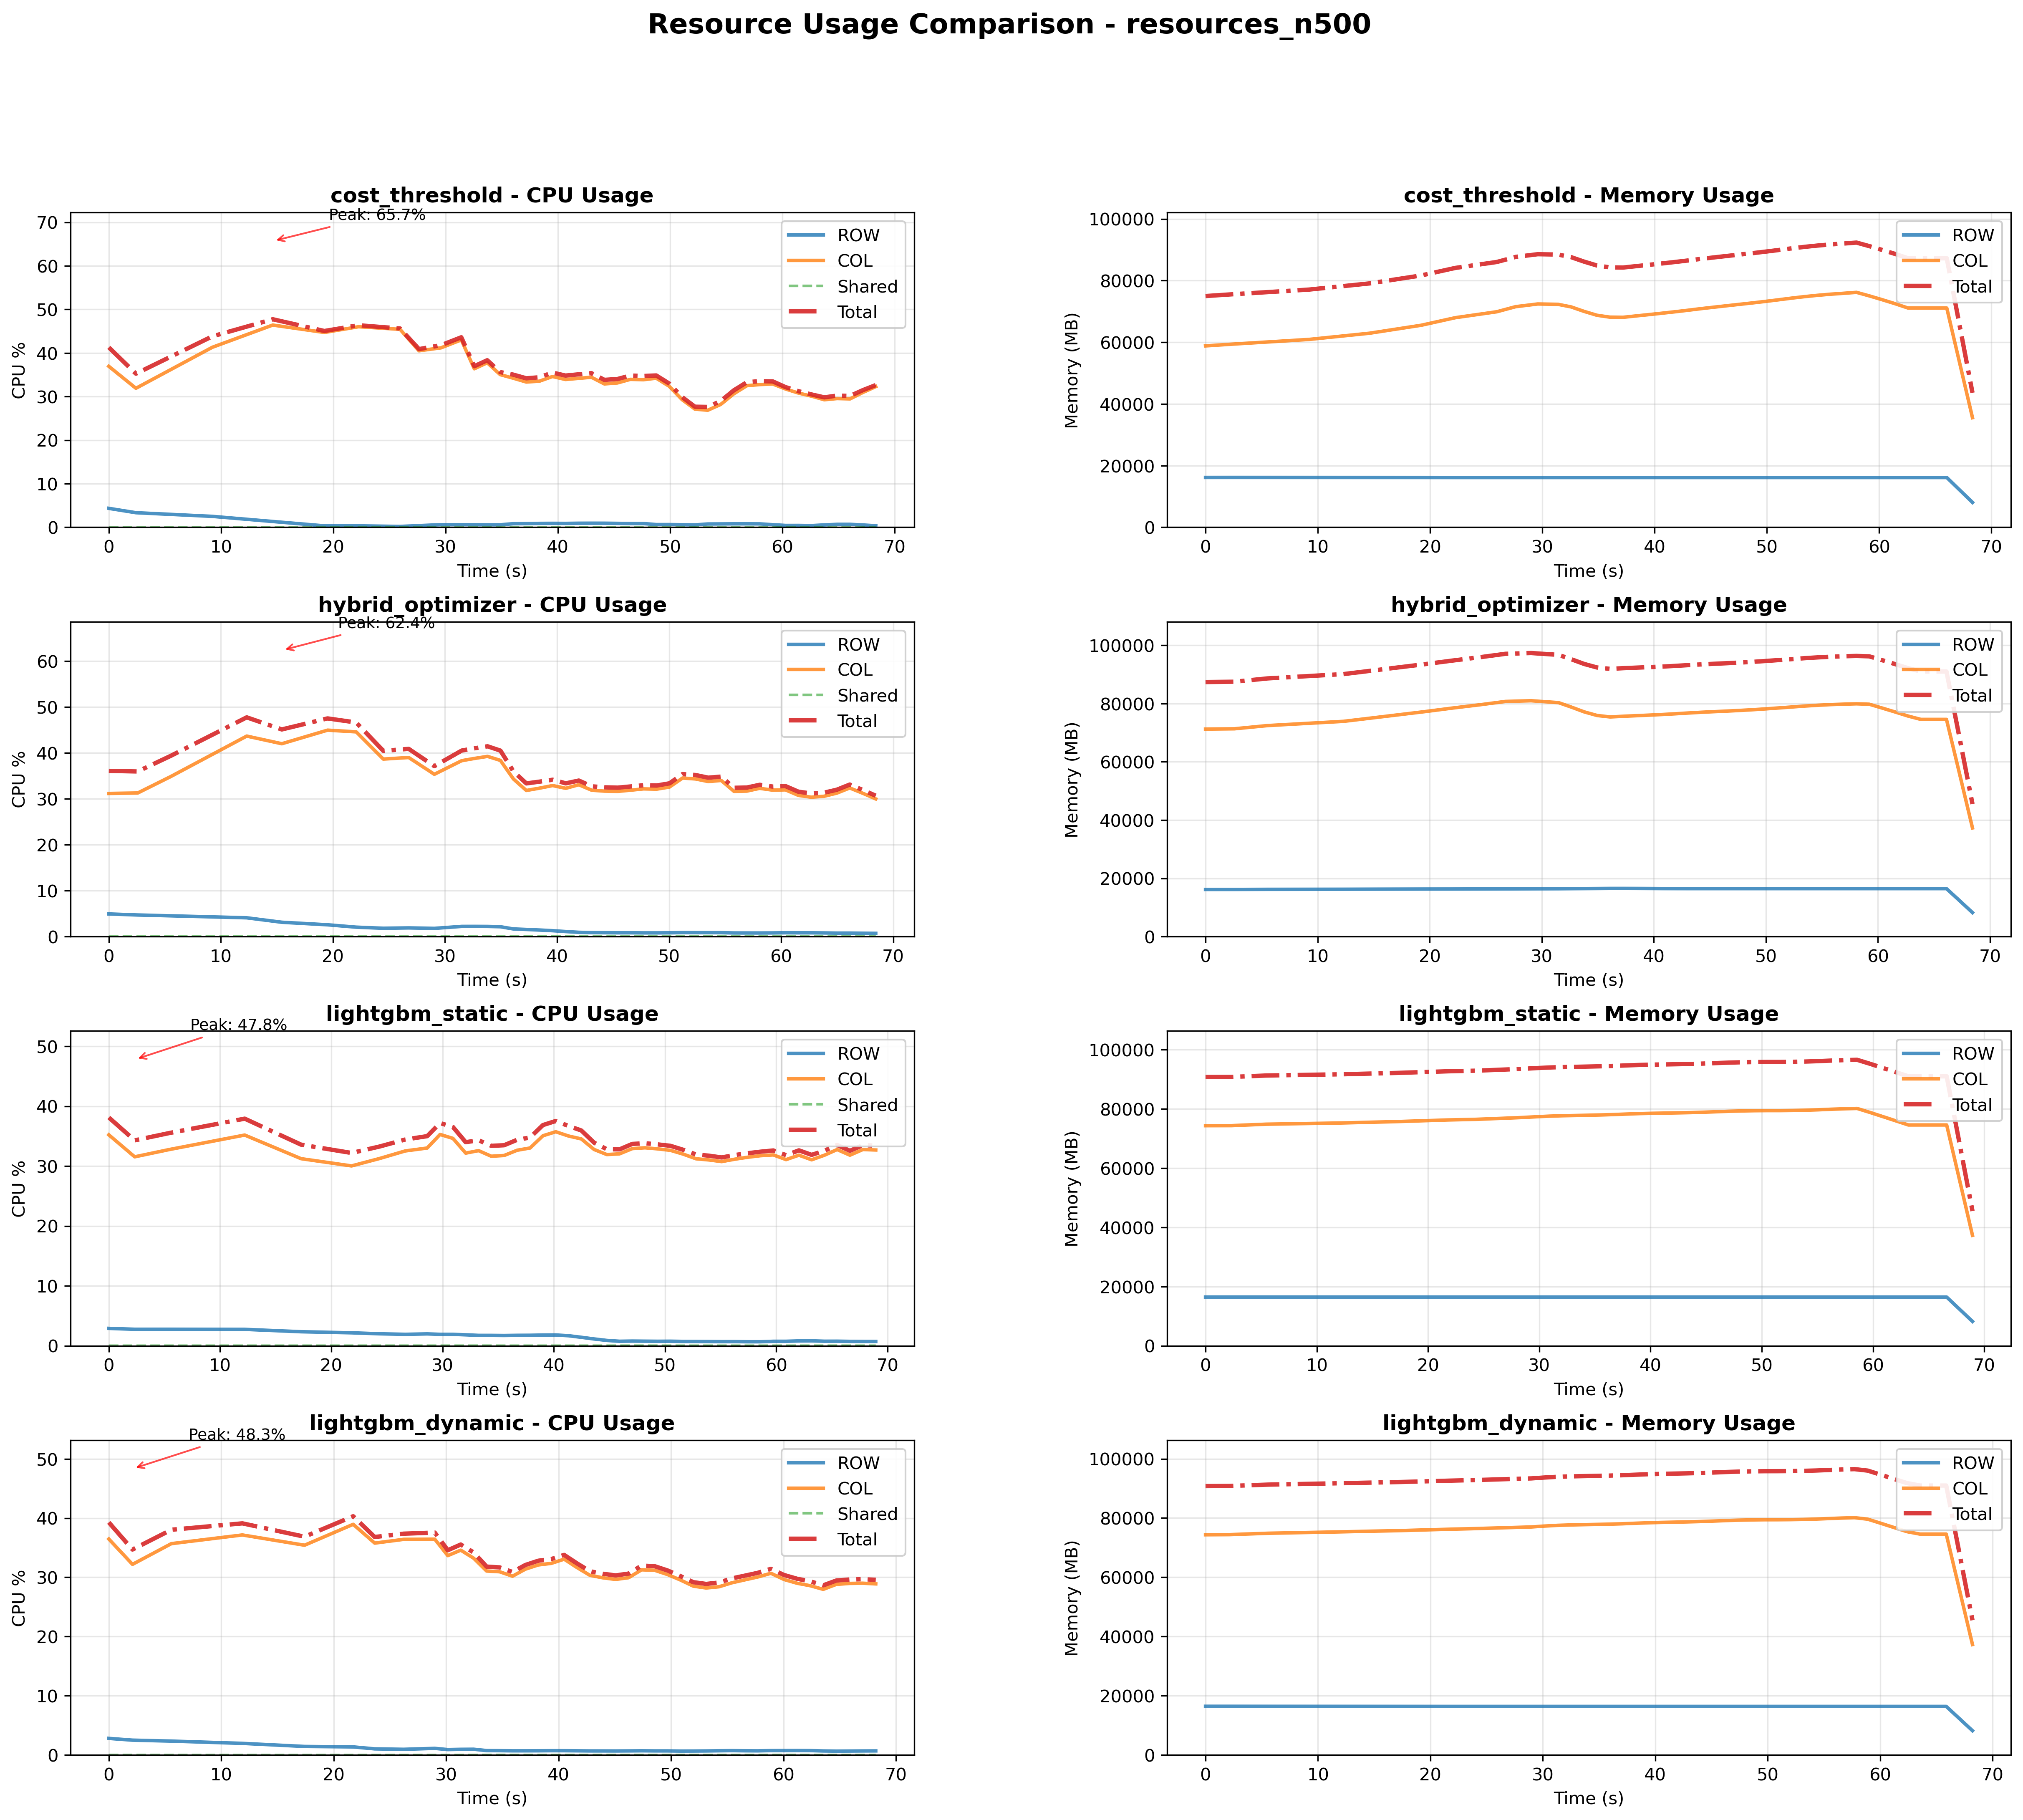 Resource Usage Comparison - resources_n500
cost_threshold - CPU Usage
Peak: 65.7%
70
60
50
40
30
20
10
0
CPU %
ROW
COL
Shared
Total
0 10 20 30 40 50 60 70
Time (s)
cost_threshold - Memory Usage
100000
80000
60000
40000
20000
0
Memory (MB)
ROW
COL
Total
0 10 20 30 40 50 60 70
Time (s)
hybrid_optimizer - CPU Usage
Peak: 62.4%
60
50
40
30
20
10
0
CPU %
ROW
COL
Shared
Total
0 10 20 30 40 50 60 70
Time (s)
hybrid_optimizer - Memory Usage
100000
80000
60000
40000
20000
0
Memory (MB)
ROW
COL
Total
0 10 20 30 40 50 60 70
Time (s)
lightgbm_static - CPU Usage
Peak: 47.8%
50
40
30
20
10
0
CPU %
ROW
COL
Shared
Total
0 10 20 30 40 50 60 70
Time (s)
lightgbm_static - Memory Usage
100000
80000
60000
40000
20000
0
Memory (MB)
ROW
COL
Total
0 10 20 30 40 50 60 70
Time (s)
lightgbm_dynamic - CPU Usage
Peak: 48.3%
50
40
30
20
10
0
CPU %
ROW
COL
Shared
Total
0 10 20 30 40 50 60 70
Time (s)
lightgbm_dynamic - Memory Usage
100000
80000
60000
40000
20000
0
Memory (MB)
ROW
COL
Total
0 10 20 30 40 50 60 70
Time (s)